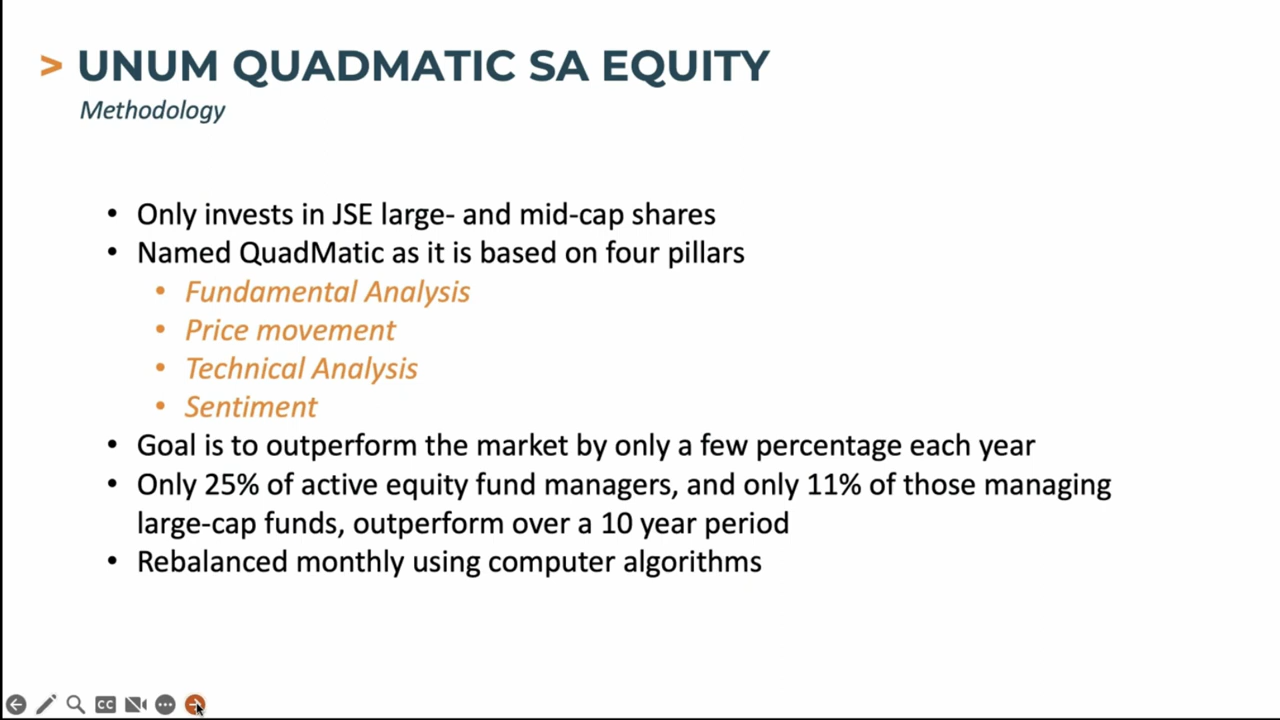 > UNUM QUADMATIC SA EQUITY
Methodology
• Only invests in JSE large- and mid-cap shares
• Named QuadMatic as it is based on four pillars
• Fundamental Analysis
• Price movement
• Technical Analysis
• Sentiment
• Goal is to outperform the market by only a few percentage each year
• Only 25% of active equity fund managers, and only 11% of those managing
large-cap funds, outperform over a 10 year period
• Rebalanced monthly using computer algorithms
CC